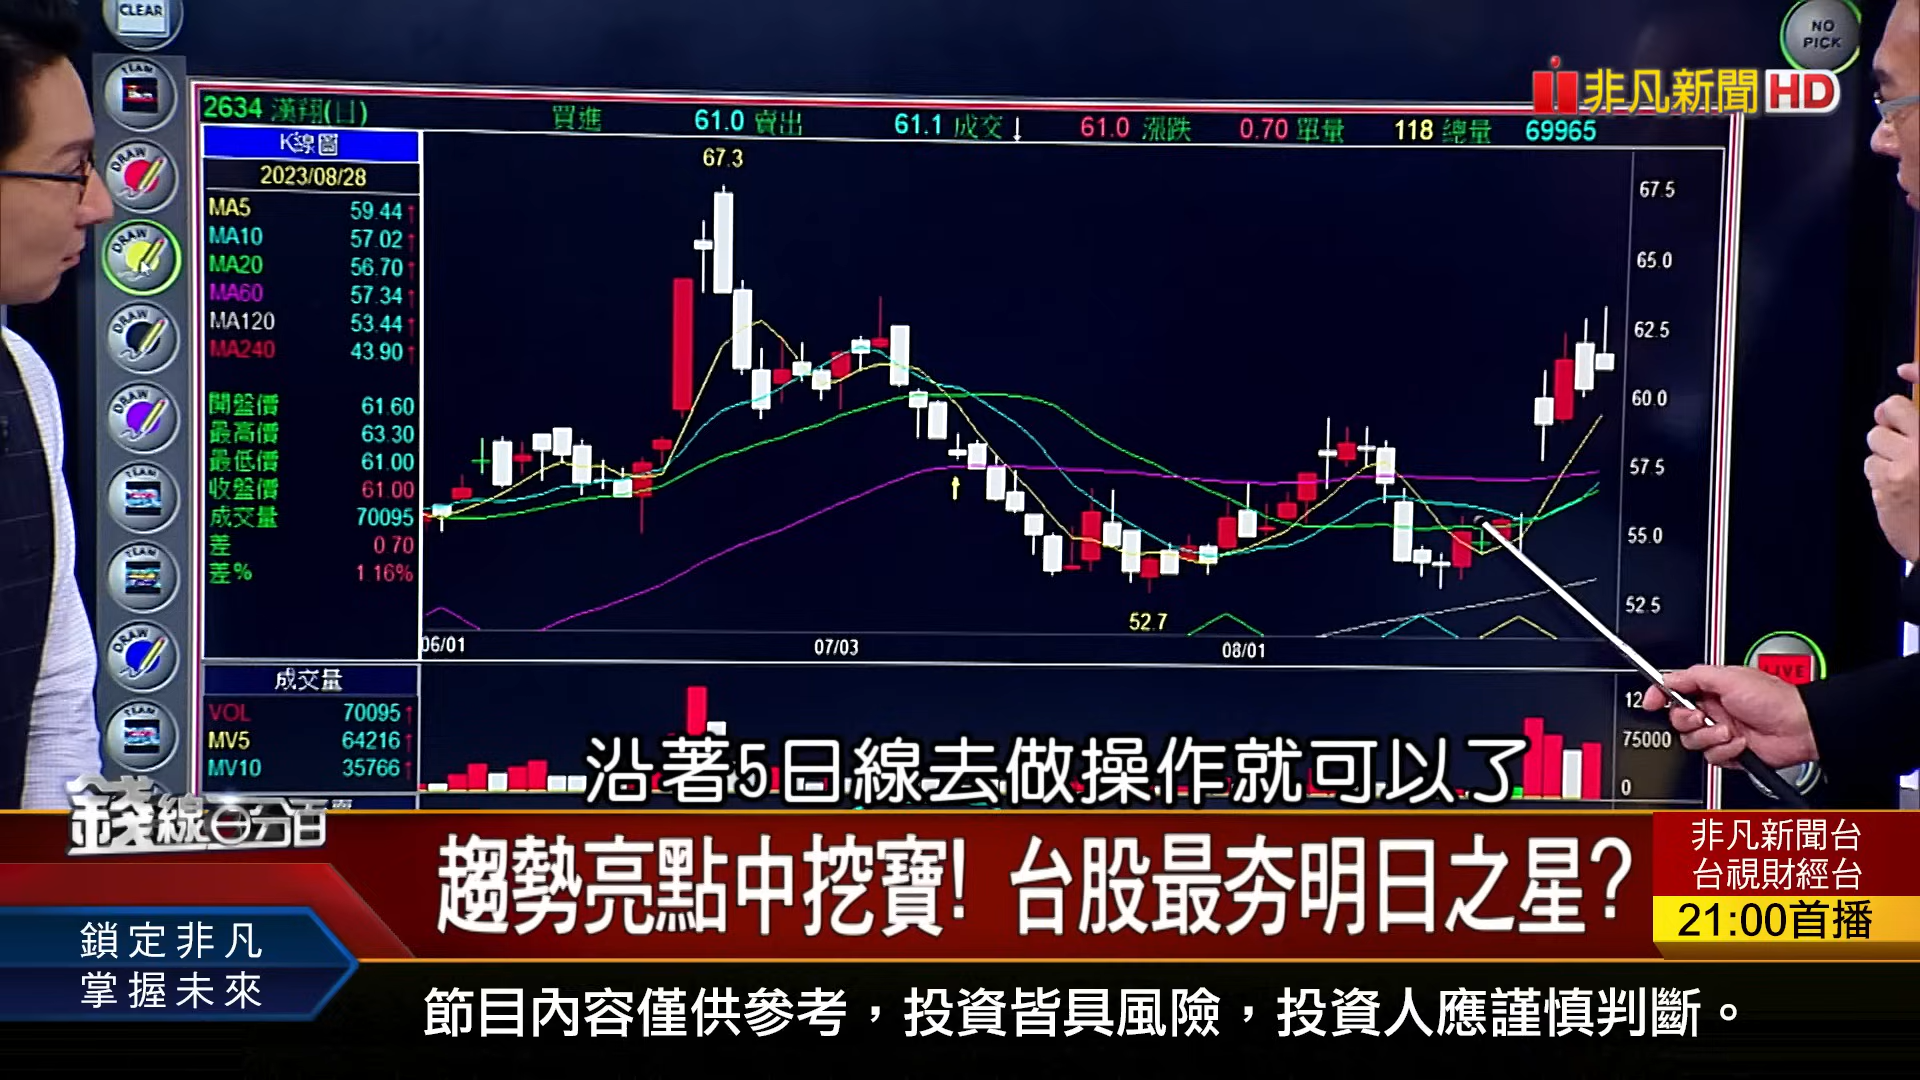 CLEAR
NO
PICK
非凡新聞HD
TEAM
DRAW
DRAW
DRAW
DRAW
TEAM
TEAM
DRAW
TEAM
2634 漢翔(日)
買進 61.0 賣出 61.1 成交↓ 61.0 漲跌 0.70 單量 118 總量 69965
K線圖
2023/08/28
MA5 59.44↑
MA10 57.02↑
MA20 56.70↑
MA60 57.34↑
MA120 53.44↑
MA240 43.90↑
開盤價 61.60
最高價 63.30
最低價 61.00
收盤價 61.00
成交量 70095
差 0.70
差% 1.16%
67.3
52.7
67.5
65.0
62.5
60.0
57.5
55.0
52.5
06/01
07/03
08/01
LIVE
成交量
VOL 70095↑
MV5 64216↑
MV10 35766↑
75000
0
沿著5日線去做操作就可以了
錢線百分百
趨勢亮點中挖寶! 台股最夯明日之星?
非凡新聞台
台視財經台
21:00首播
鎖定非凡
掌握未來
節目內容僅供參考，投資皆具風險，投資人應謹慎判斷。